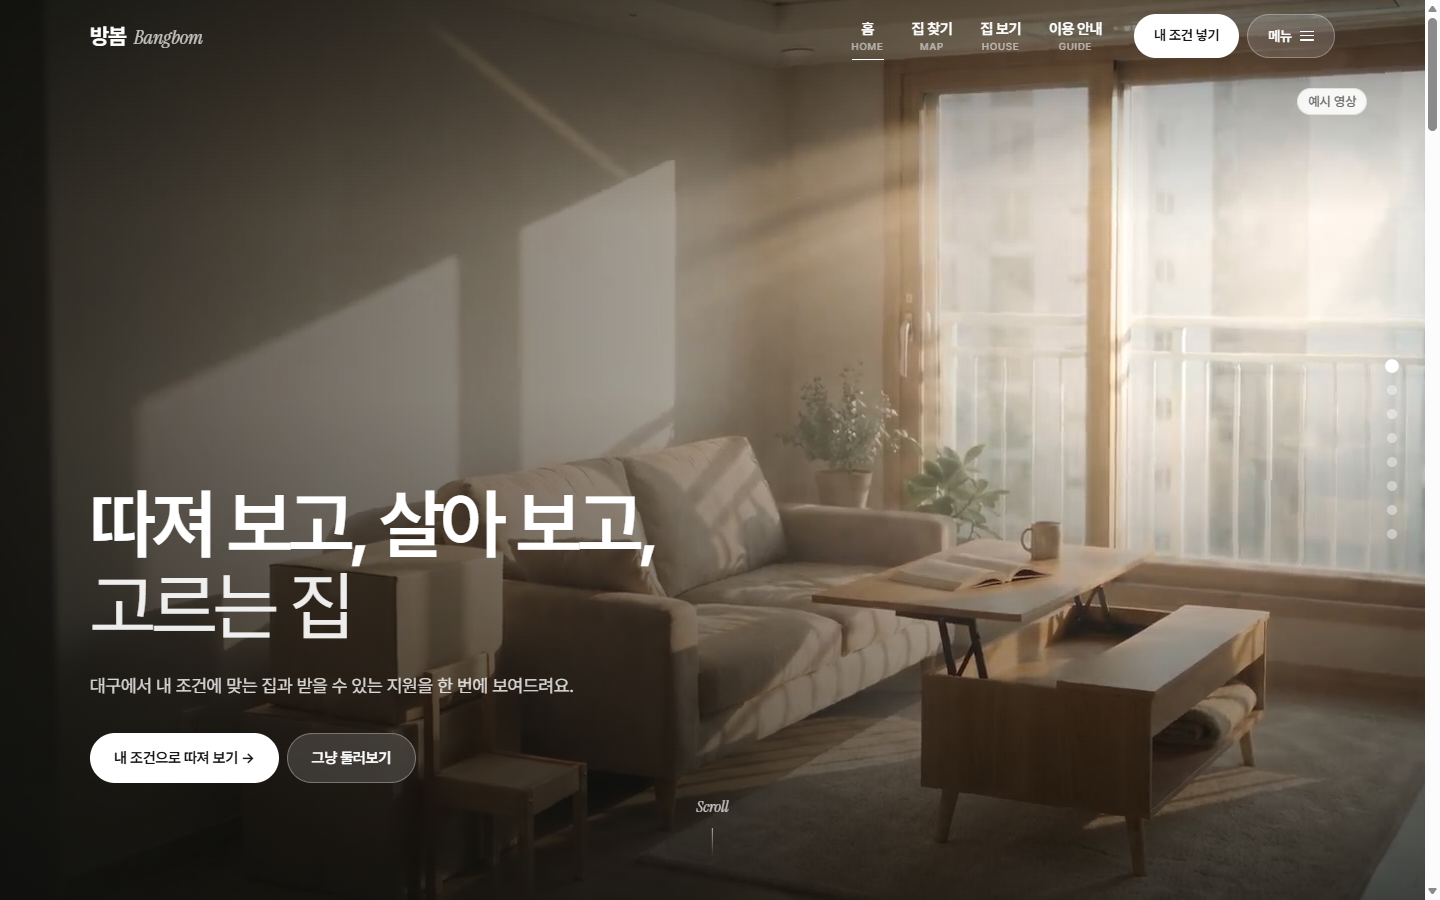 방봄 Bangbom
홈 집 찾기 집 보기 이용 안내 내 조건 넣기 메뉴
HOME MAP HOUSE GUIDE
예시 영상
따져 보고, 살아 보고,
고르는 집
대구에서 내 조건에 맞는 집과 받을 수 있는 지원을 한 번에 보여드려요.
내 조건으로 따져 보기 → 그냥 둘러보기
Scroll